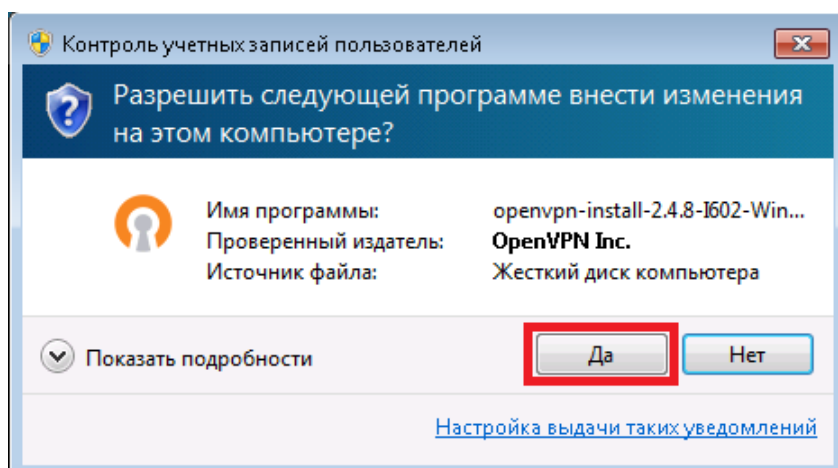 Контроль учетных записей пользователей
Разрешить следующей программе внести изменения
на этом компьютере?
Имя программы: openvpn-install-2.4.8-I602-Win...
Проверенный издатель: OpenVPN Inc.
Источник файла: Жесткий диск компьютера
Показать подробности Да Нет
Настройка выдачи таких уведомлений